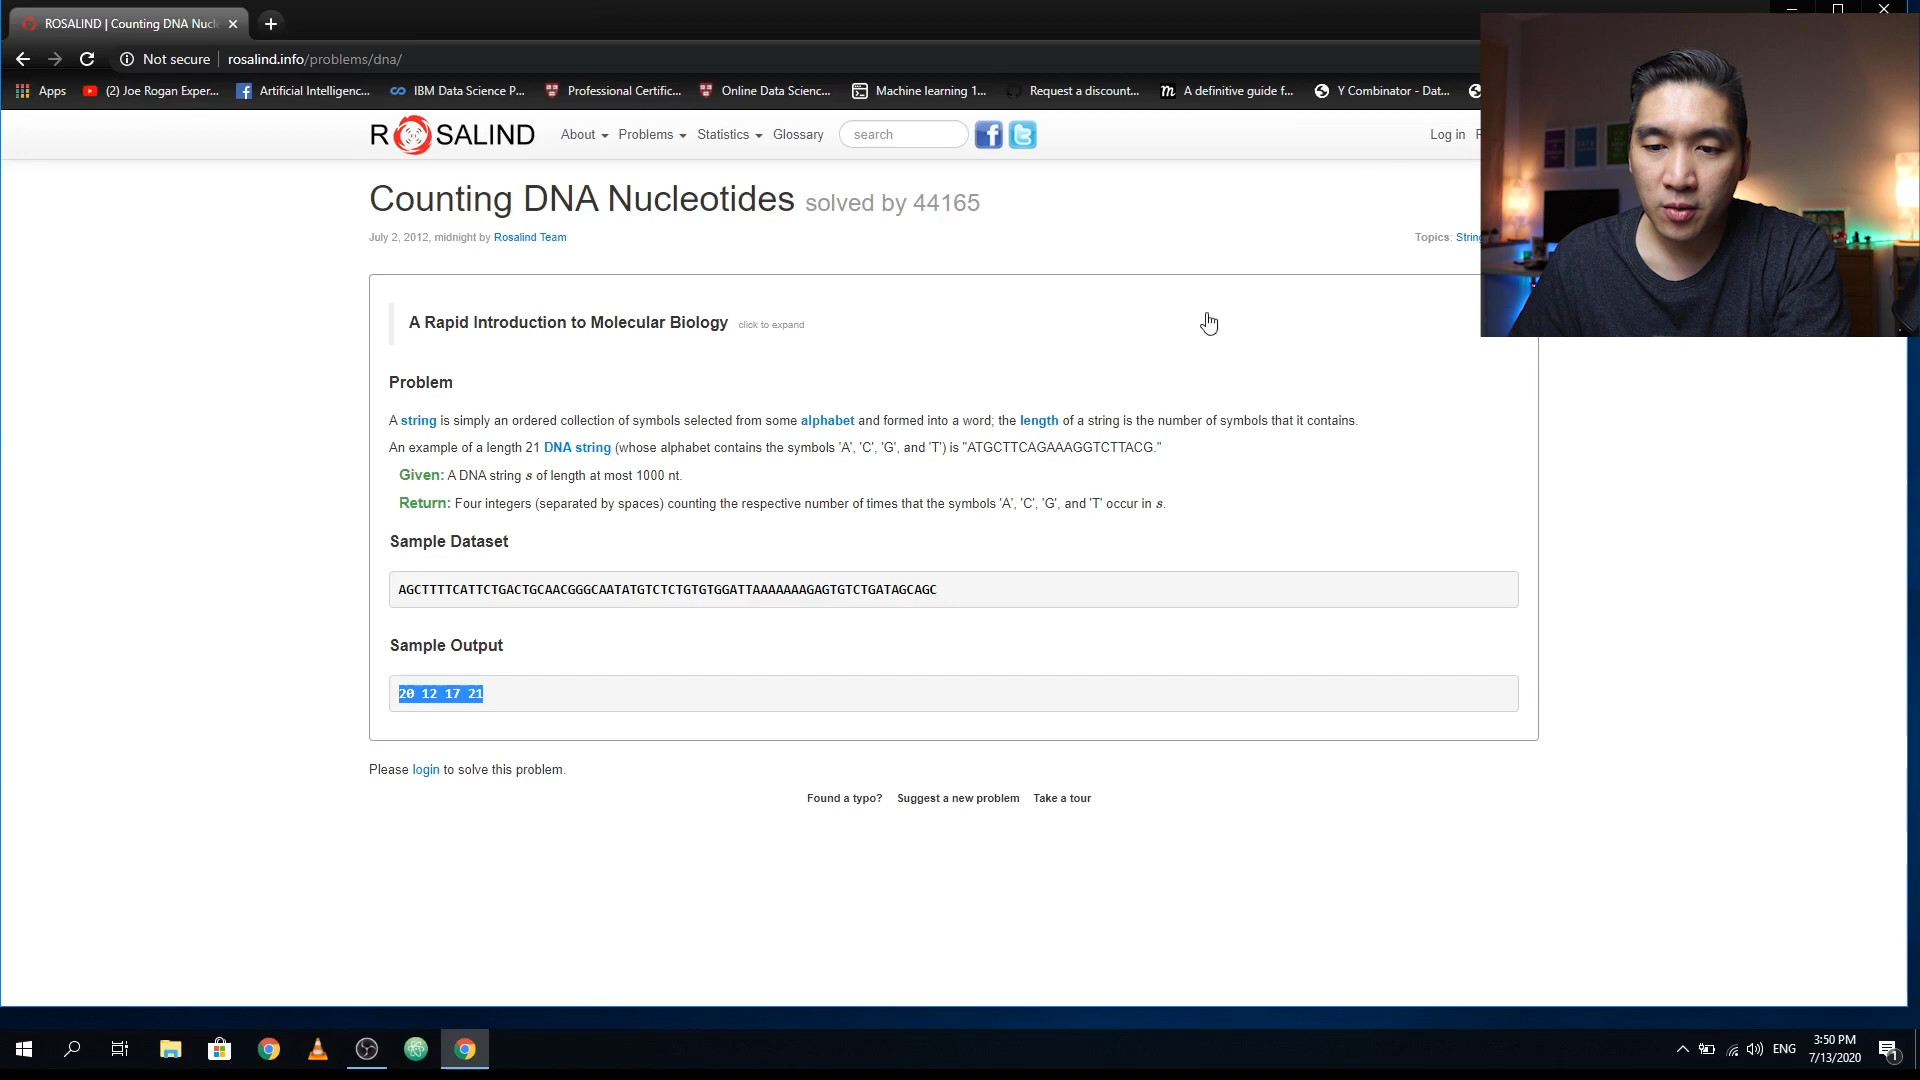 ROSALIND | Counting DNA Nucl
Not secure
rosalind.info/problems/dna/
Apps
(2) Joe Rogan Exper...
Artificial Intelligenc...
IBM Data Science P...
Professional Certific...
Online Data Scienc...
Machine learning 1...
Request a discount...
A definitive guide f...
Y Combinator - Dat...
ROSALIND
About
Problems
Statistics
Glossary
search
Log in
Counting DNA Nucleotides solved by 44165
July 2, 2012, midnight by Rosalind Team
Topics: String
A Rapid Introduction to Molecular Biology click to expand
Problem
A string is simply an ordered collection of symbols selected from some alphabet and formed into a word; the length of a string is the number of symbols that it contains.
An example of a length 21 DNA string (whose alphabet contains the symbols 'A', 'C', 'G', and 'T') is "ATGCTTCAGAAAGGTCTTACG."
Given: A DNA string s of length at most 1000 nt.
Return: Four integers (separated by spaces) counting the respective number of times that the symbols 'A', 'C', 'G', and 'T' occur in s.
Sample Dataset
AGCTTTTCATTCTGACTGCAACGGGCAATATGTCTCTGTGTGGATTAAAAAAAGAGTGTCTGATAGCAGC
Sample Output
20 12 17 21
Please login to solve this problem.
Found a typo?
Suggest a new problem
Take a tour
ENG
3:50 PM
7/13/2020
1